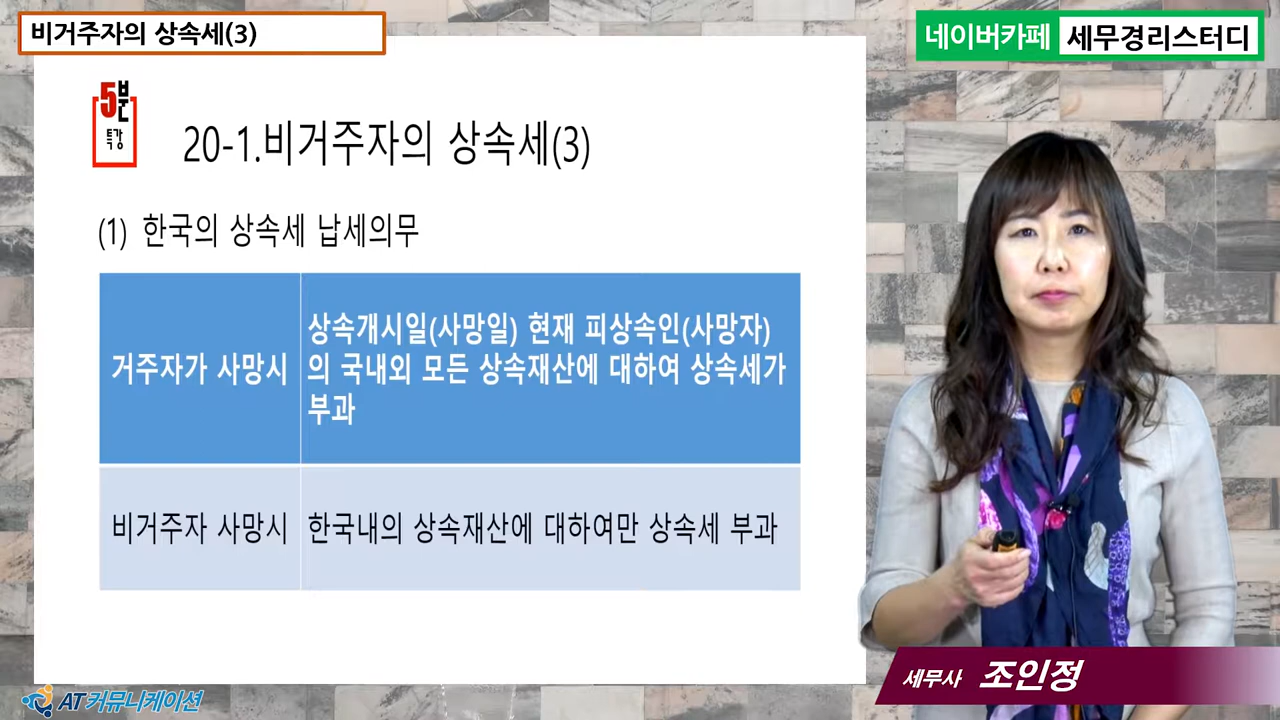 비거주자의 상속세(3)
네이버카페 세무경리스터디
5분
특강
20-1.비거주자의 상속세(3)
(1) 한국의 상속세 납세의무
거주자가 사망시
상속개시일(사망일) 현재 피상속인(사망자)
의 국내외 모든 상속재산에 대하여 상속세가
부과
비거주자 사망시
한국내의 상속재산에 대하여만 상속세 부과
세무사 조인정
AT커뮤니케이션